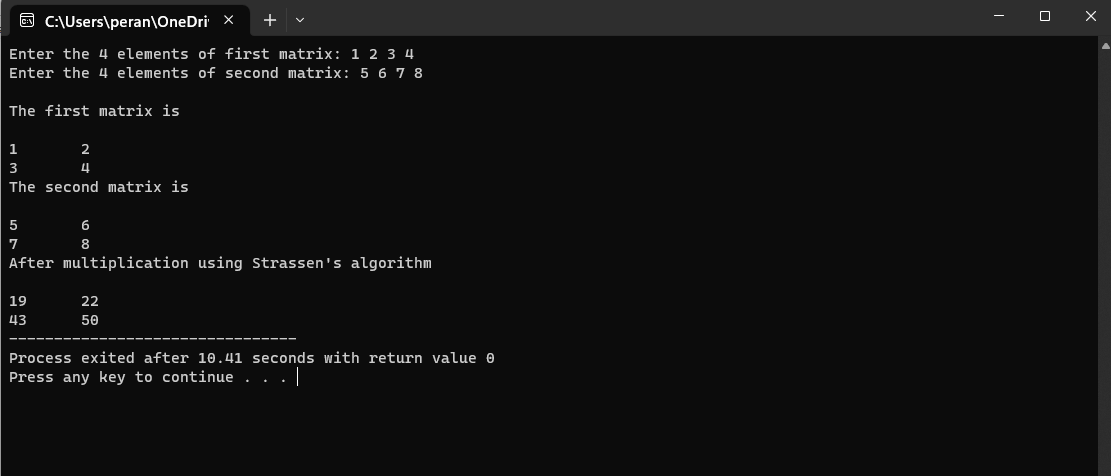 C:\Users\peran\OneDri
Enter the 4 elements of first matrix: 1 2 3 4
Enter the 4 elements of second matrix: 5 6 7 8
The first matrix is
1 2
3 4
The second matrix is
5 6
7 8
After multiplication using Strassen's algorithm
19 22
43 50
--------------------------------
Process exited after 10.41 seconds with return value 0
Press any key to continue . . .